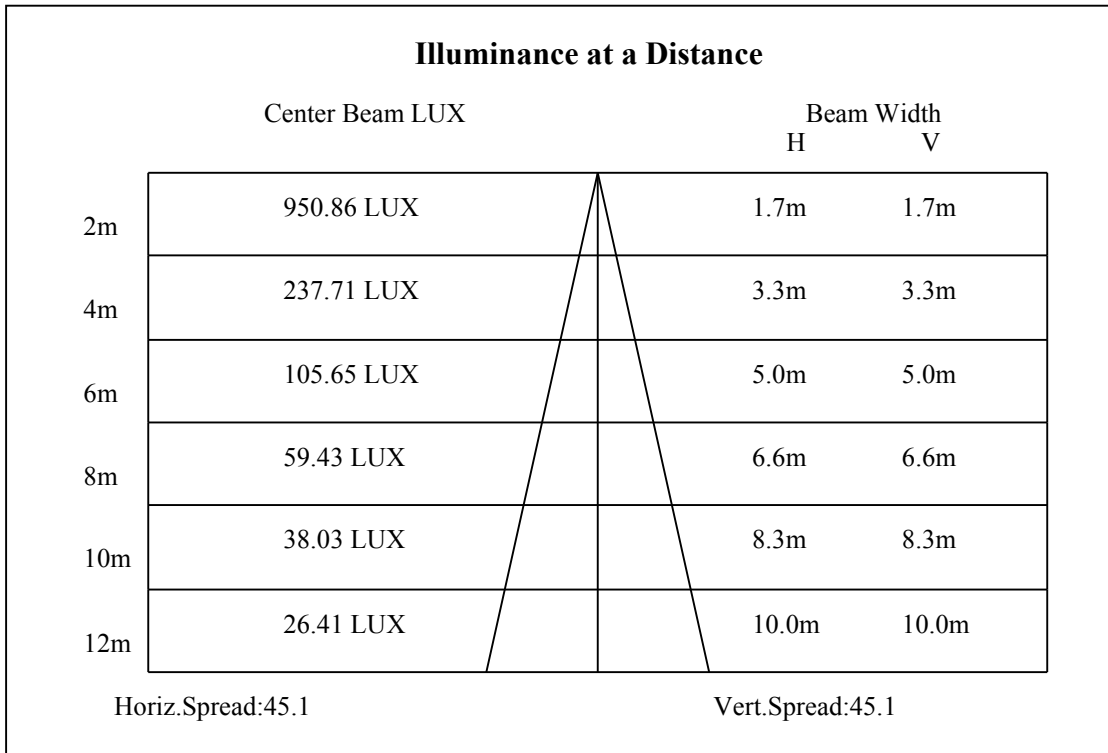 Illuminance at a Distance
Center Beam LUX Beam Width
H V
2m 950.86 LUX 1.7m 1.7m
4m 237.71 LUX 3.3m 3.3m
6m 105.65 LUX 5.0m 5.0m
8m 59.43 LUX 6.6m 6.6m
10m 38.03 LUX 8.3m 8.3m
12m 26.41 LUX 10.0m 10.0m
Horiz.Spread:45.1 Vert.Spread:45.1